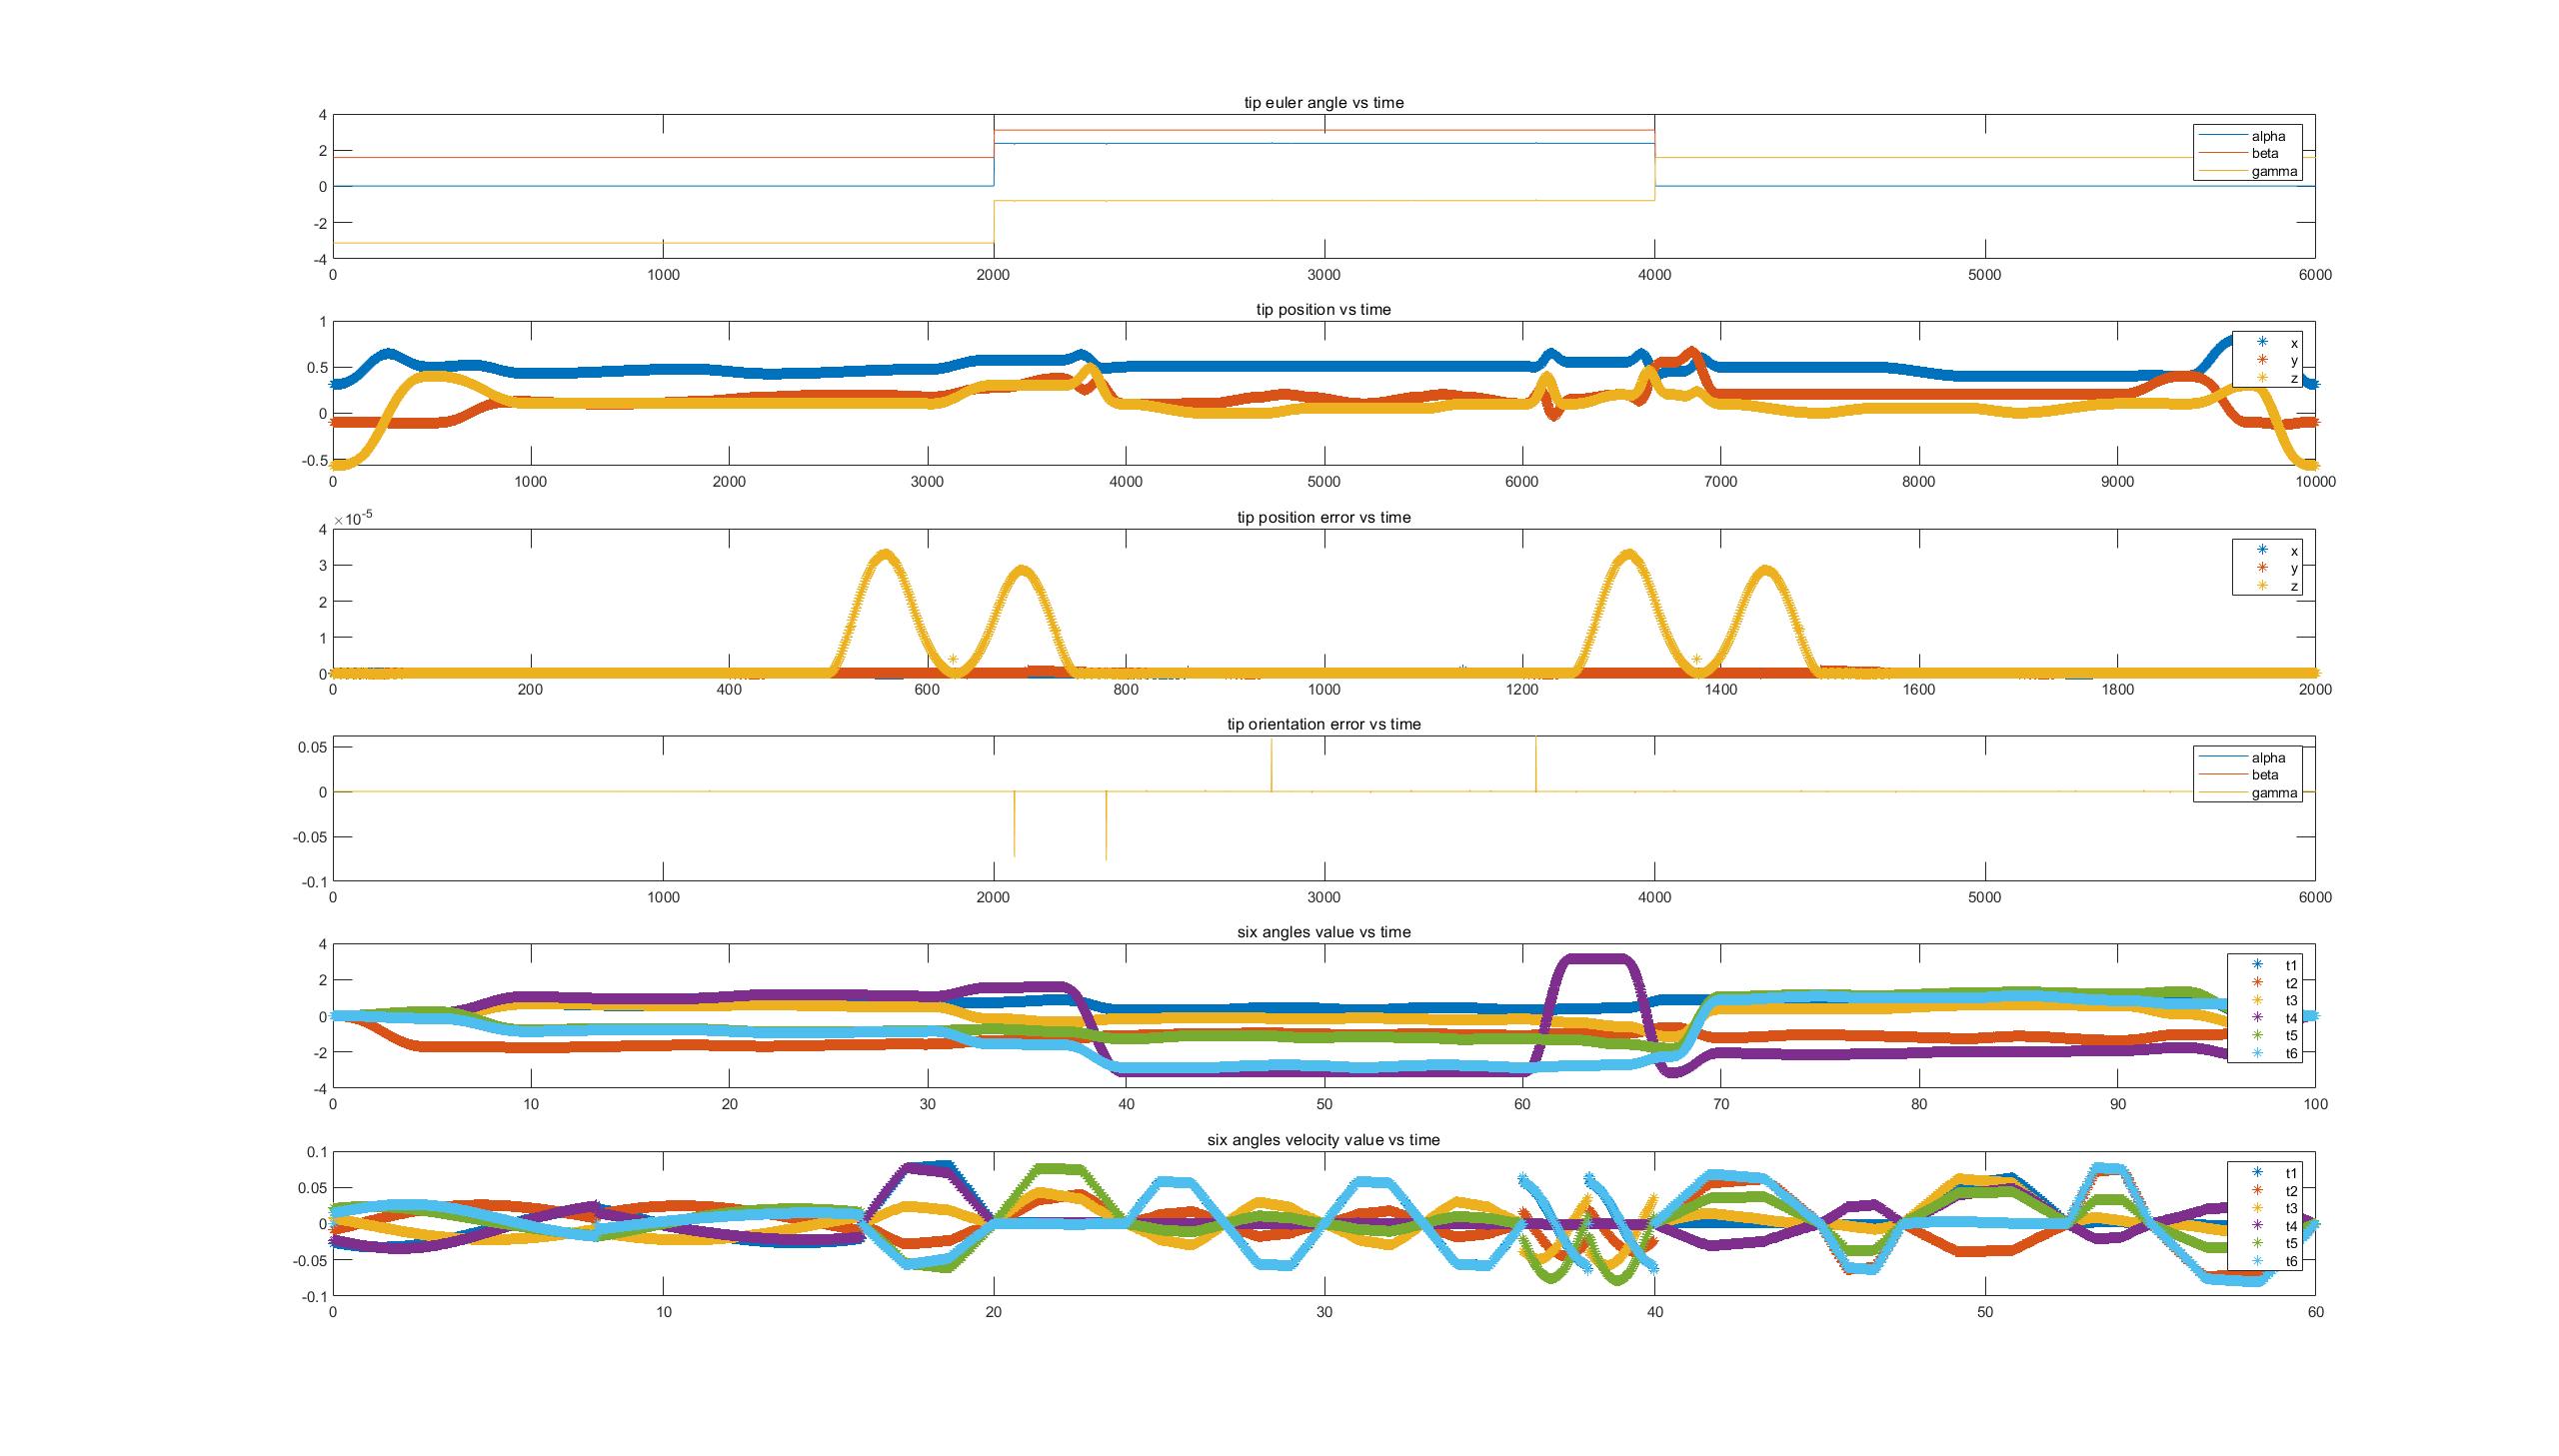 tip euler angle vs time
4
2
0
-2
-4
0 1000 2000 3000 4000 5000 6000
alpha
beta
gamma
tip position vs time
1
0.5
0
-0.5
0 1000 2000 3000 4000 5000 6000 7000 8000 9000 10000
x
y
z
×10-5
tip position error vs time
4
3
2
1
0
0 200 400 600 800 1000 1200 1400 1600 1800 2000
x
y
z
tip orientation error vs time
0.05
0
-0.05
-0.1
0 1000 2000 3000 4000 5000 6000
alpha
beta
gamma
six angles value vs time
4
2
0
-2
-4
0 10 20 30 40 50 60 70 80 90 100
t1
t2
t3
t4
t5
t6
six angles velocity value vs time
0.1
0.05
0
-0.05
-0.1
0 10 20 30 40 50 60
t1
t2
t3
t4
t5
t6